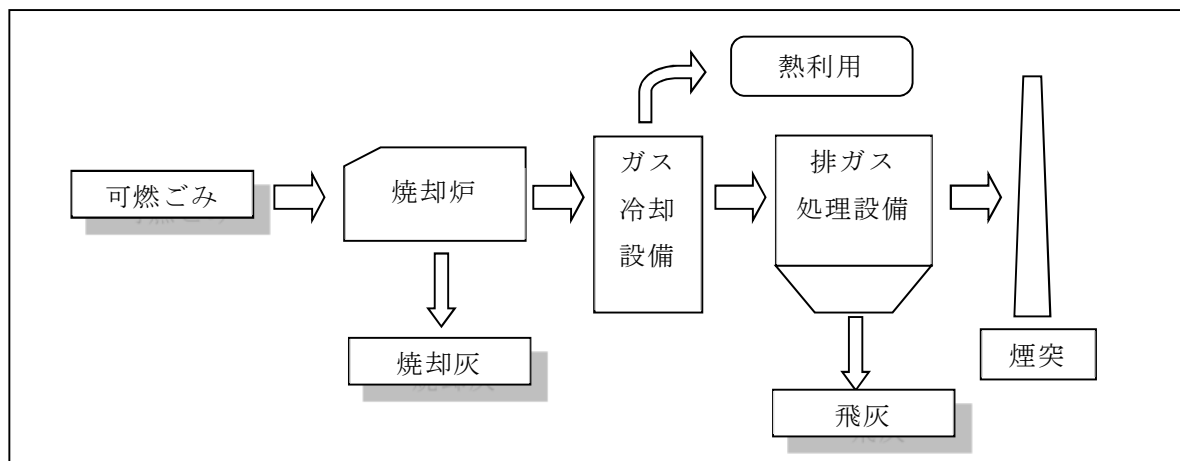 熱利用
可燃ごみ
焼却炉
ガス
冷却
設備
排ガス
処理設備
焼却灰
飛灰
煙突